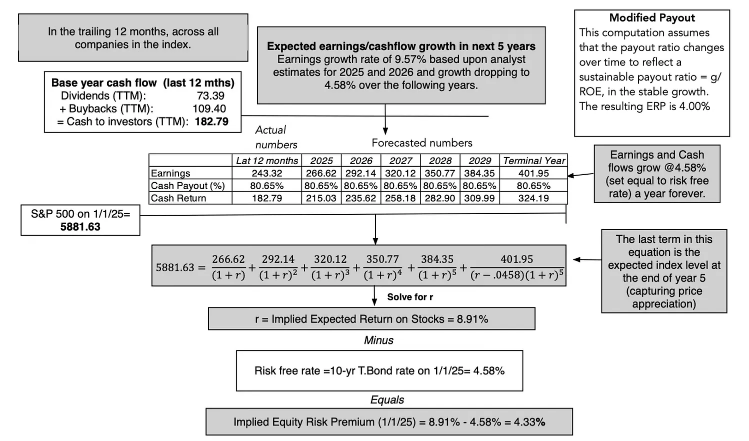 In the trailing 12 months, across all
companies in the index.
Expected earnings/cashflow growth in next 5 years
Earnings growth rate of 9.57% based upon analyst
estimates for 2025 and 2026 and growth dropping to
4.58% over the following years.
Modified Payout
This computation assumes
that the payout ratio changes
over time to reflect a
sustainable payout ratio = g/
ROE, in the stable growth.
The resulting ERP is 4.00%
Base year cash flow (last 12 mths)
Dividends (TTM): 73.39
+ Buybacks (TTM): 109.40
= Cash to investors (TTM): 182.79
Actual
numbers
Forecasted numbers
Lat 12 months 2025 2026 2027 2028 2029 Terminal Year
Earnings 243.32 266.62 292.14 320.12 350.77 384.35 401.95
Cash Payout (%) 80.65% 80.65% 80.65% 80.65% 80.65% 80.65%
Cash Return 182.79 215.03 235.62 258.18 282.90 309.99 324.19
Earnings and Cash
flows grow @4.58%
(set equal to risk free
rate) a year forever.
S&P 500 on 1/1/25=
5881.63
5881.63 = 266.62/(1+r) + 292.14/(1+r)² + 320.12/(1+r)³ + 350.77/(1+r)⁴ + 384.35/(1+r)⁵ + 401.95/(r−.0458)(1+r)⁵
The last term in this
equation is the
expected index level at
the end of year 5
(capturing price
appreciation)
Solve for r
r = Implied Expected Return on Stocks = 8.91%
Minus
Risk free rate =10-yr T.Bond rate on 1/1/25= 4.58%
Equals
Implied Equity Risk Premium (1/1/25) = 8.91% - 4.58% = 4.33%